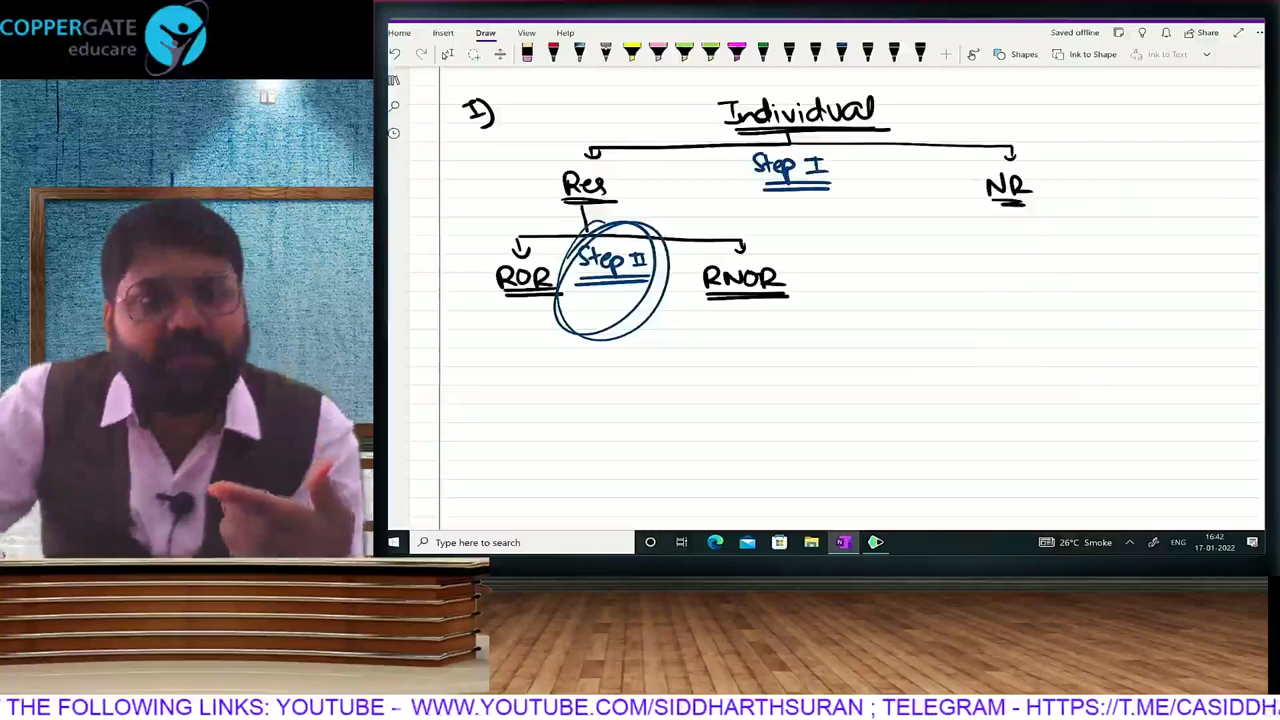 COPPERGATE
educare
Home Insert Draw View Help Saved offline Share
Shapes Ink to Shape Ink to Text
I) Individual
Step I
Res NR
Step II
ROR RNOR
Type here to search
26°C Smoke ENG 16:42
17-01-2022
THE FOLLOWING LINKS: YOUTUBE - WWW.YOUTUBE.COM/SIDDHARTHSURAN ; TELEGRAM - HTTPS://T.ME/CASIDDHA